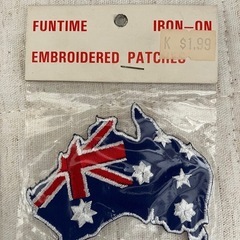 FUNTIME IRON-ON
K $1.99
EMBROIDERED PATCHES